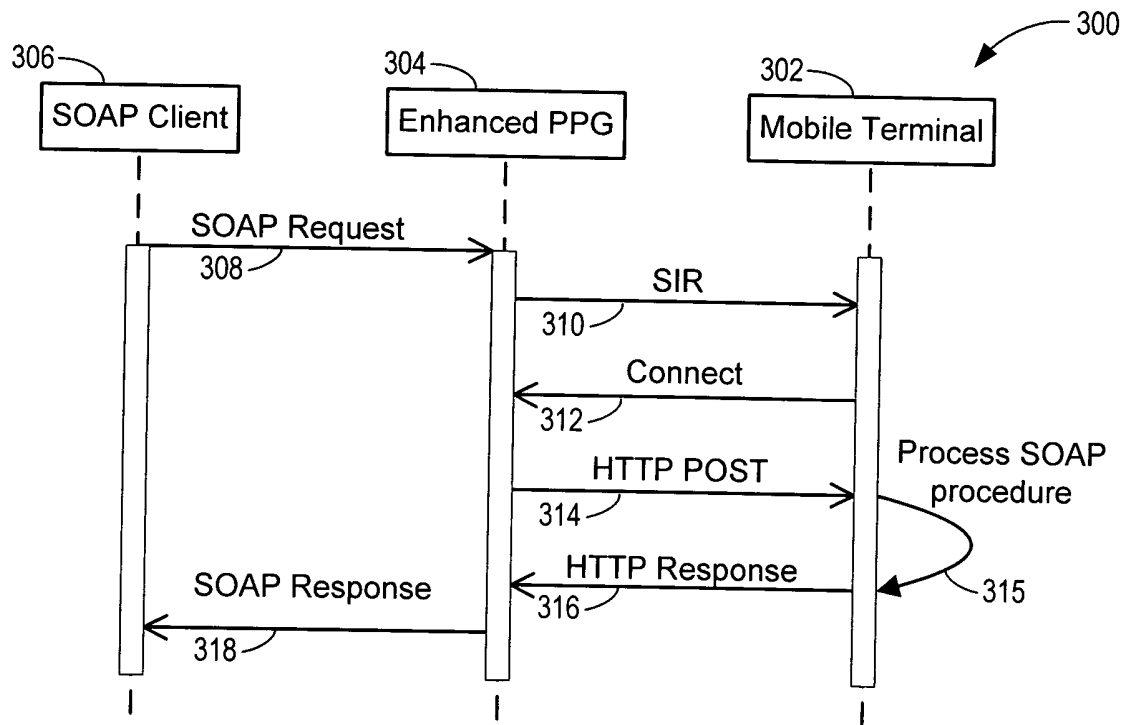 300
306
304
302
SOAP Client
Enhanced PPG
Mobile Terminal
SOAP Request
308
SIR
310
Connect
312
HTTP POST
314
Process SOAP
procedure
315
HTTP Response
316
SOAP Response
318